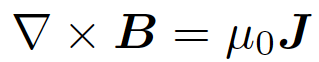 ∇ × B = μ₀J